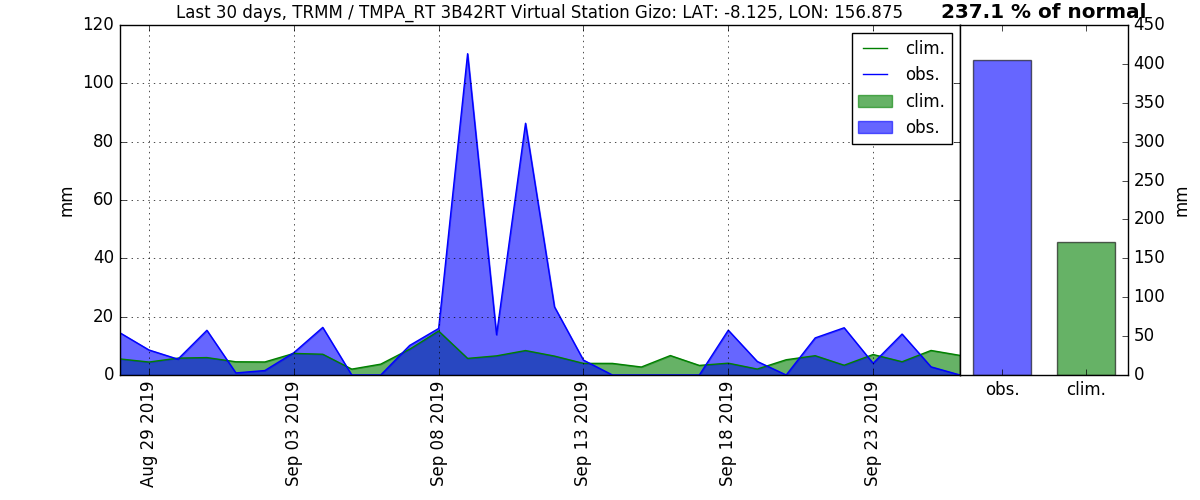 Last 30 days, TRMM / TMPA_RT 3B42RT Virtual Station Gizo: LAT: -8.125, LON: 156.875
237.1 % of normal
120
100
80
60
40
20
0
mm
clim.
obs.
clim.
obs.
450
400
350
300
250
200
150
100
50
0
mm
obs.
clim.
Aug 29 2019
Sep 03 2019
Sep 08 2019
Sep 13 2019
Sep 18 2019
Sep 23 2019